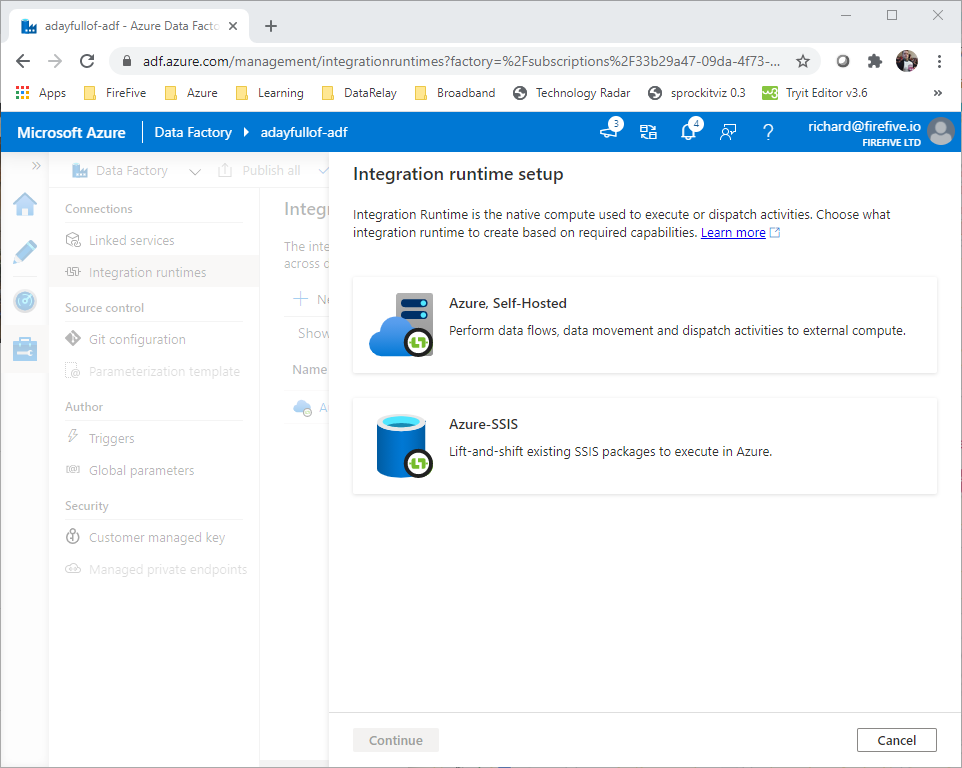 adayfullof-adf - Azure Data Facto
adf.azure.com/management/integrationruntimes?factory=%2Fsubscriptions%2F33b29a47-09da-4f73-...
Apps FireFive Azure Learning DataRelay Broadband Technology Radar sprockitviz 0.3 Tryit Editor v3.6 »
Microsoft Azure Data Factory adayfullof-adf 3 4 ? richard@firefive.io
FIREFIVE LTD
» Data Factory Publish all
Connections
Linked services
Integration runtimes
Source control
Git configuration
Parameterization template
Author
Triggers
Global parameters
Security
Customer managed key
Managed private endpoints
Integr
The inte
across d
Ne
Show
Name
Au
Integration runtime setup
Integration Runtime is the native compute used to execute or dispatch activities. Choose what
integration runtime to create based on required capabilities. Learn more
Azure, Self-Hosted
Perform data flows, data movement and dispatch activities to external compute.
Azure-SSIS
Lift-and-shift existing SSIS packages to execute in Azure.
Continue Cancel